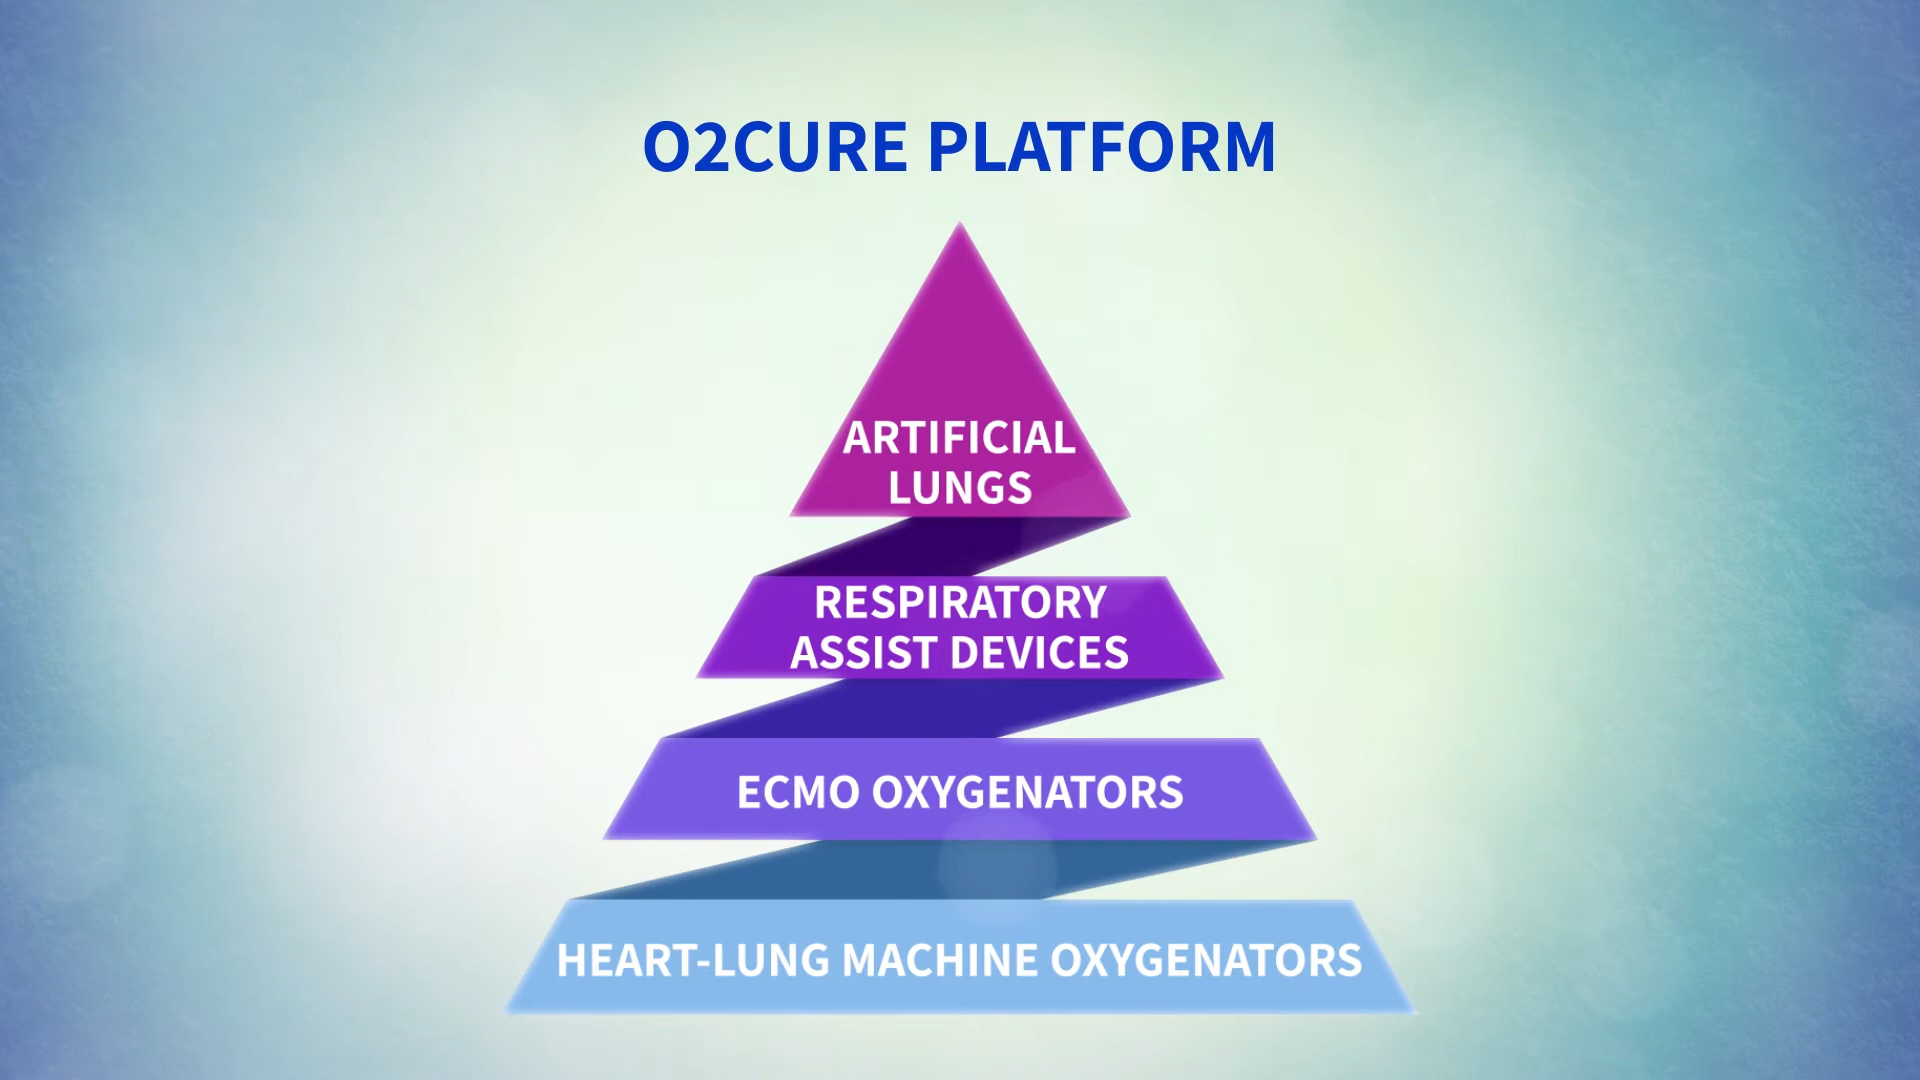 O2CURE PLATFORM
ARTIFICIAL
LUNGS
RESPIRATORY
ASSIST DEVICES
ECMO OXYGENATORS
HEART-LUNG MACHINE OXYGENATORS